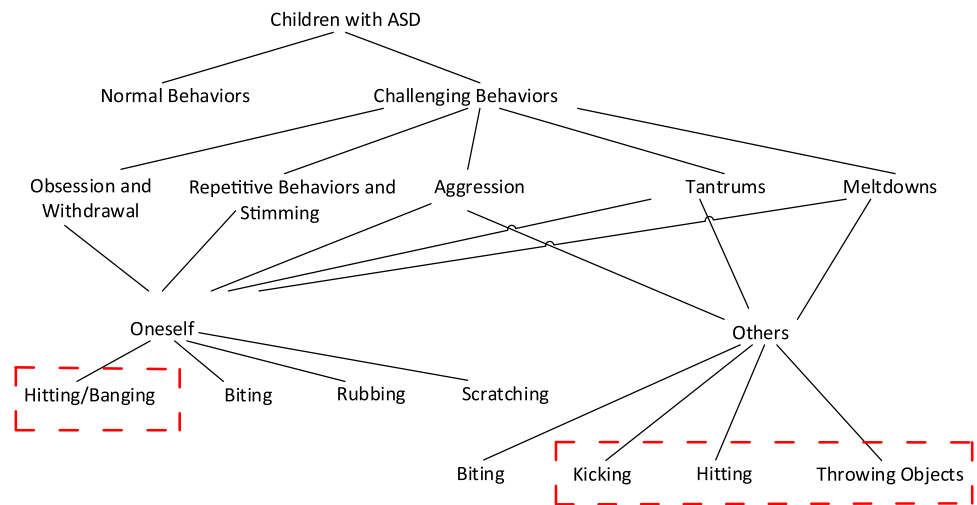 Children with ASD
Normal Behaviors
Challenging Behaviors
Obsession and
Withdrawal
Repetitive Behaviors and
Stimming
Aggression
Tantrums
Meltdowns
Oneself
Others
Hitting/Banging
Biting
Rubbing
Scratching
Biting
Kicking
Hitting
Throwing Objects